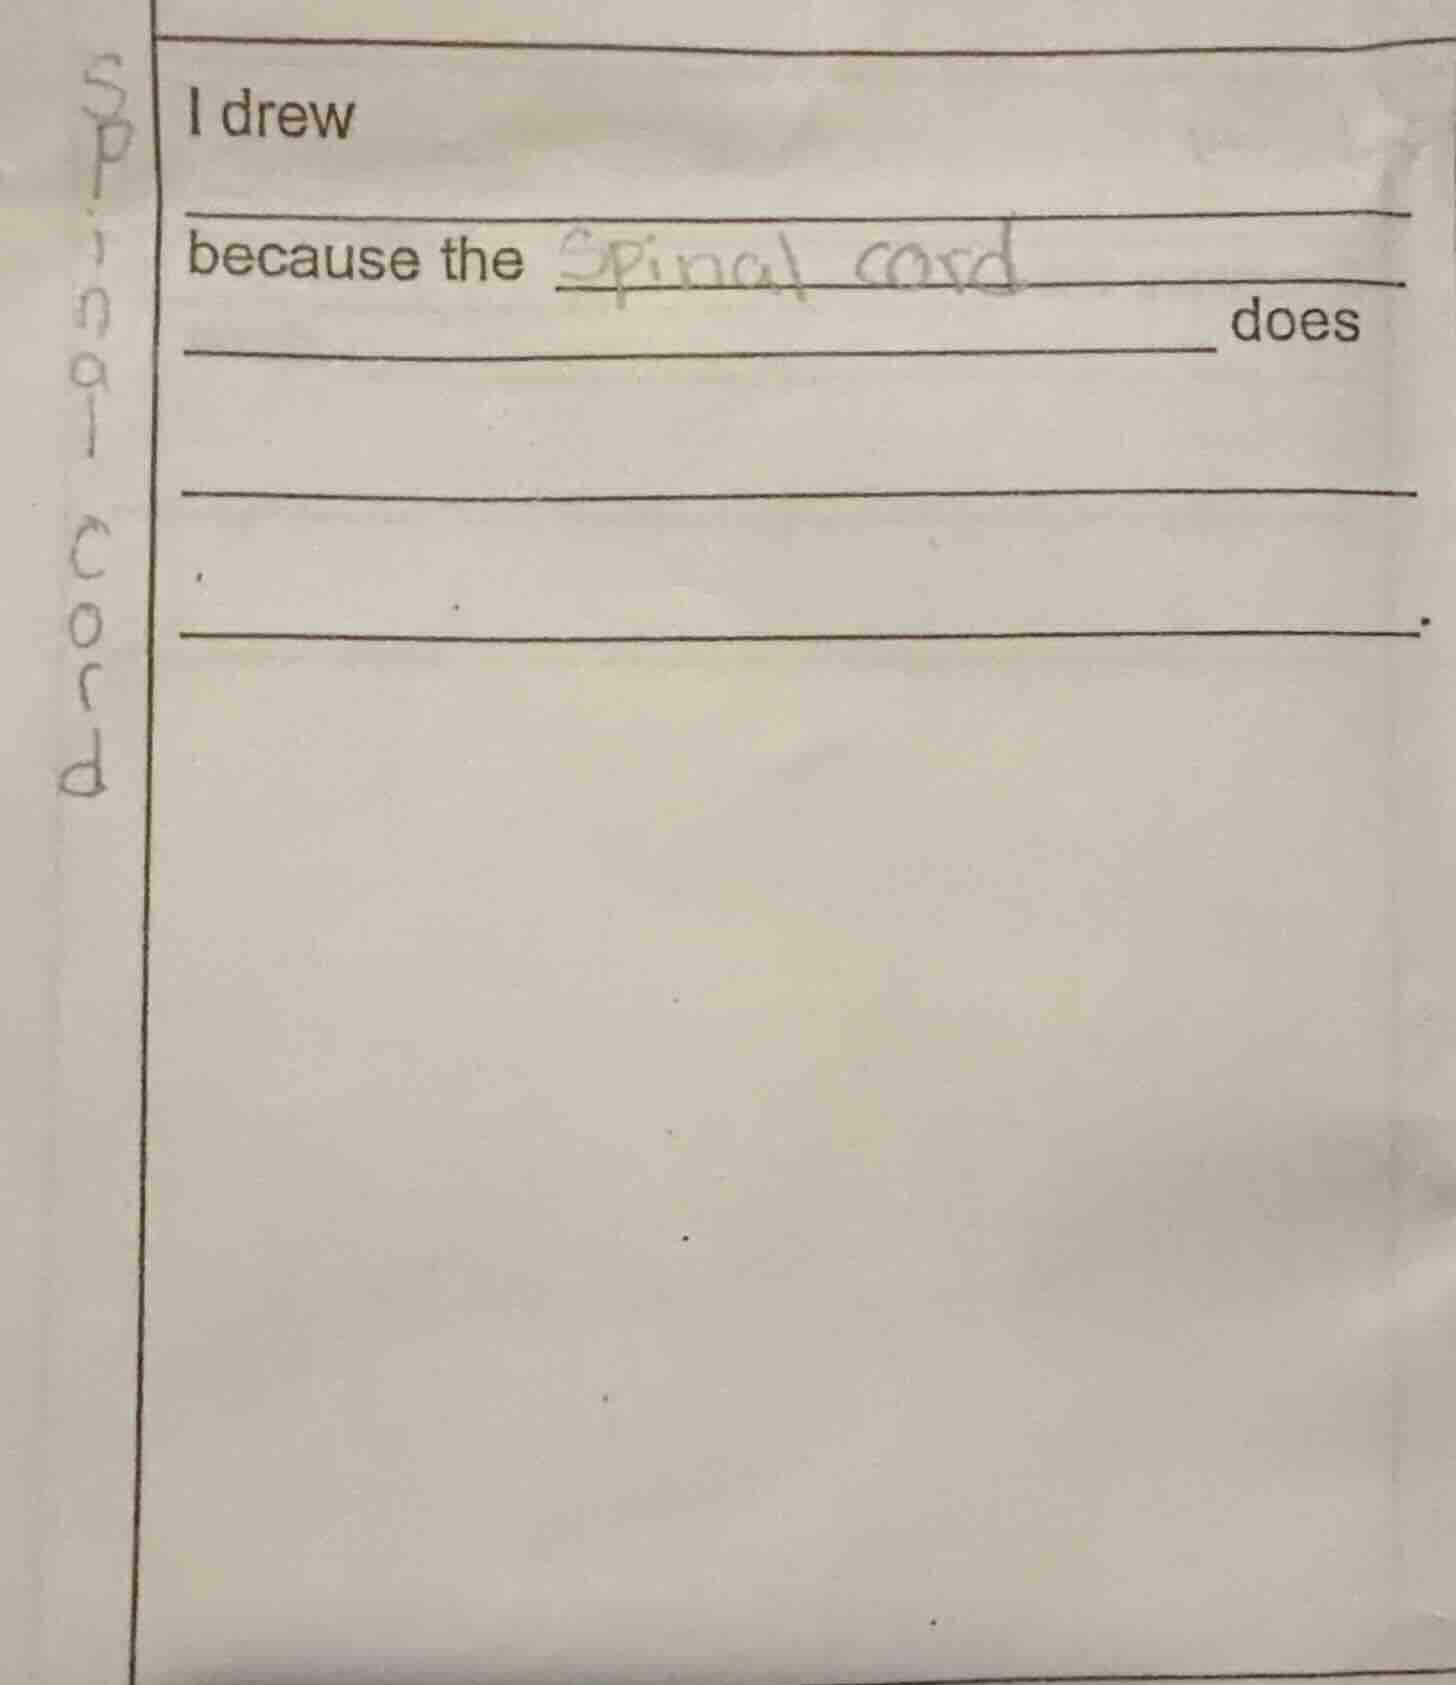 Spinal cord
I drew
because the Spinal cord
does
.